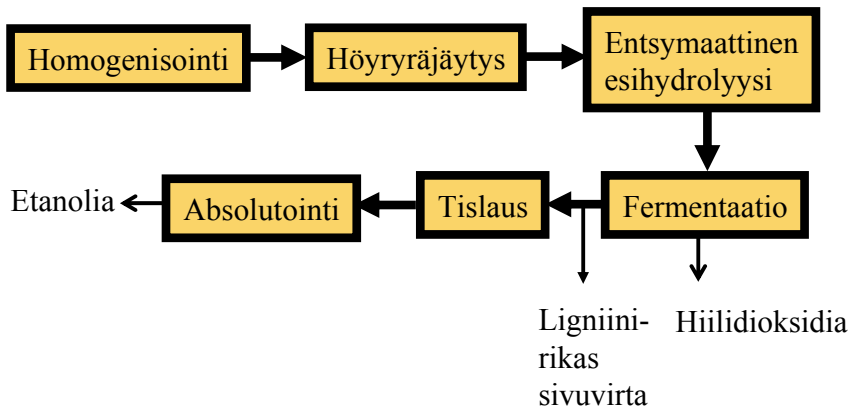 Homogenisointi
Höyryräjäytys
Entsymaattinen
esihydrolyysi
Etanolia
Absolutointi
Tislaus
Fermentaatio
Ligniini-
rikas
sivuvirta
Hiilidioksidia